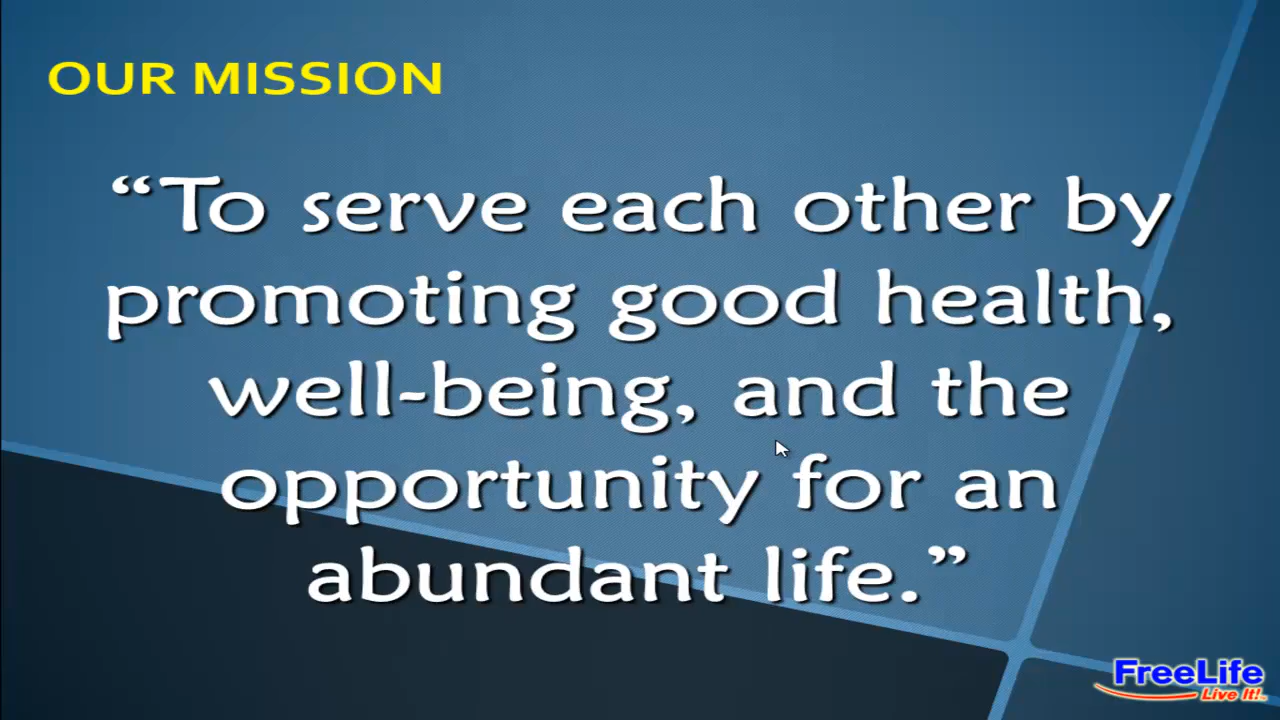 OUR MISSION
“To serve each other by
promoting good health,
well-being, and the
opportunity for an
abundant life.”
FreeLife
Live It!